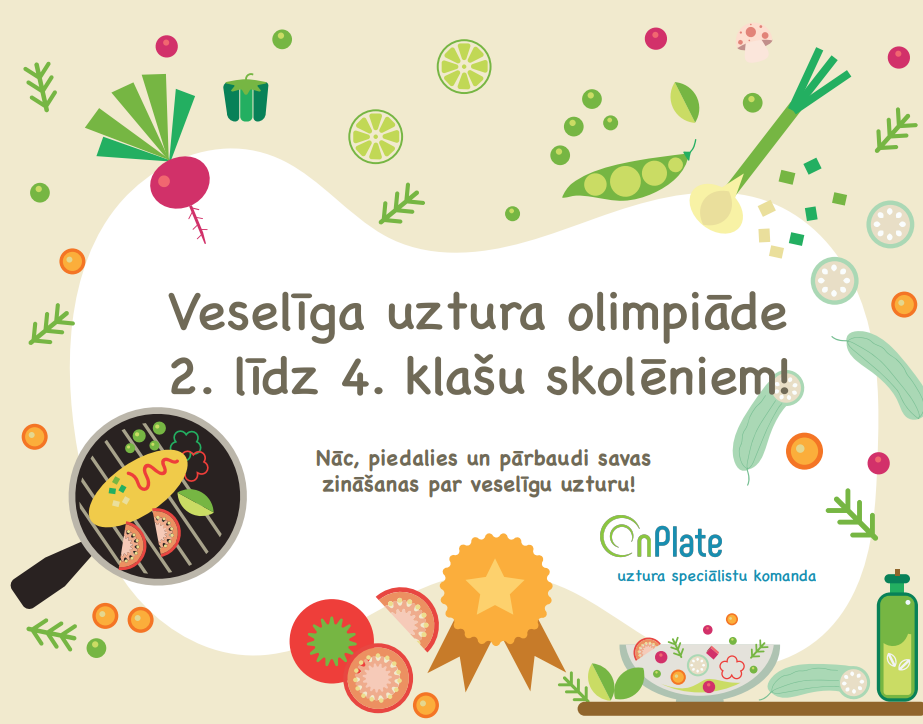 Veselīga uztura olimpiāde
2. līdz 4. klašu skolēniem!
Nāc, piedalies un pārbaudi savas
zināšanas par veselīgu uzturu!
OnPlate
uztura speciālistu komanda